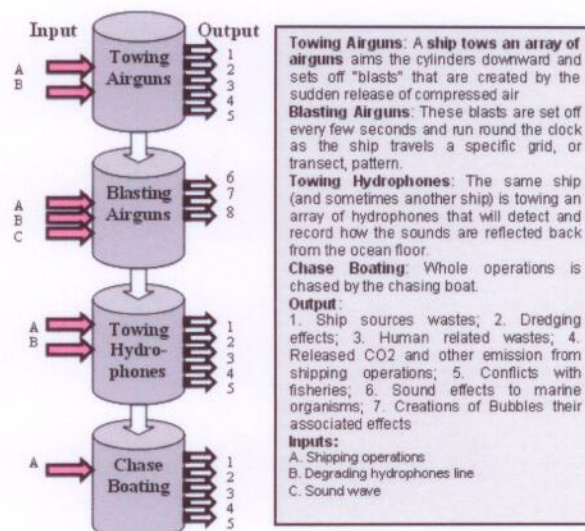 Input
Output
Towing
Airguns
A
B
1
2
3
4
5
Blasting
Airguns
A
B
C
6
7
8
Towing
Hydro-
phones
A
B
1
2
3
4
5
Chase
Boating
A
1
2
3
4
5
Towing Airguns: A ship tows an array of
airguns aims the cylinders downward and
sets off "blasts" that are created by the
sudden release of compressed air
Blasting Airguns: These blasts are set off
every few seconds and run round the clock
as the ship travels a specific grid, or
transect, pattern.
Towing Hydrophones: The same ship
(and sometimes another ship) is towing an
array of hydrophones that will detect and
record how the sounds are reflected back
from the ocean floor.
Chase Boating: Whole operations is
chased by the chasing boat.
Output:
1. Ship sources wastes; 2. Dredging
effects; 3. Human related wastes; 4.
Released CO2 and other emission from
shipping operations; 5. Conflicts with
fisheries; 6. Sound effects to marine
organisms; 7. Creations of Bubbles their
associated effects
Inputs:
A. Shipping operations
B. Degrading hydrophones line
C. Sound wave